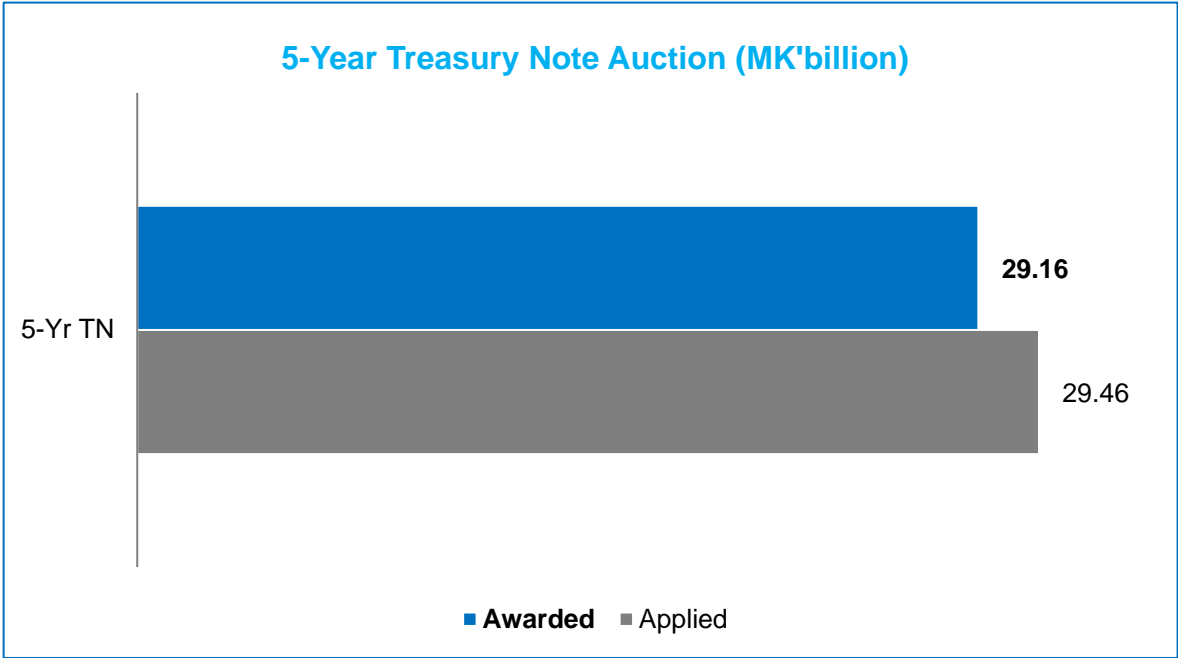 5-Year Treasury Note Auction (MK'billion)
29.16
5-Yr TN
29.46
Awarded Applied